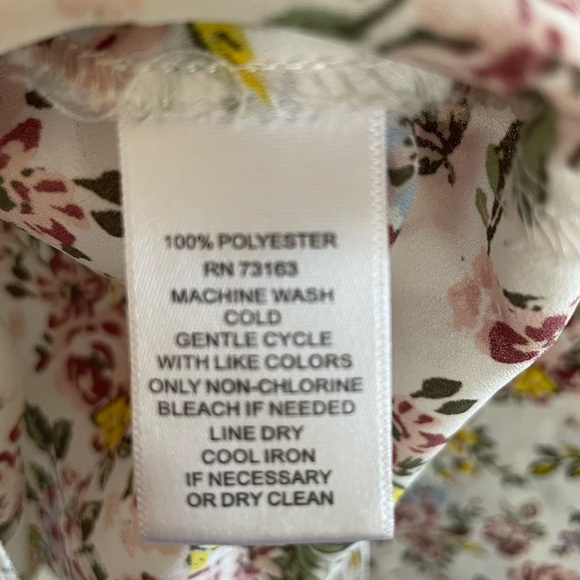 100% POLYESTER
RN 73163
MACHINE WASH
COLD
GENTLE CYCLE
WITH LIKE COLORS
ONLY NON-CHLORINE
BLEACH IF NEEDED
LINE DRY
COOL IRON
IF NECESSARY
OR DRY CLEAN